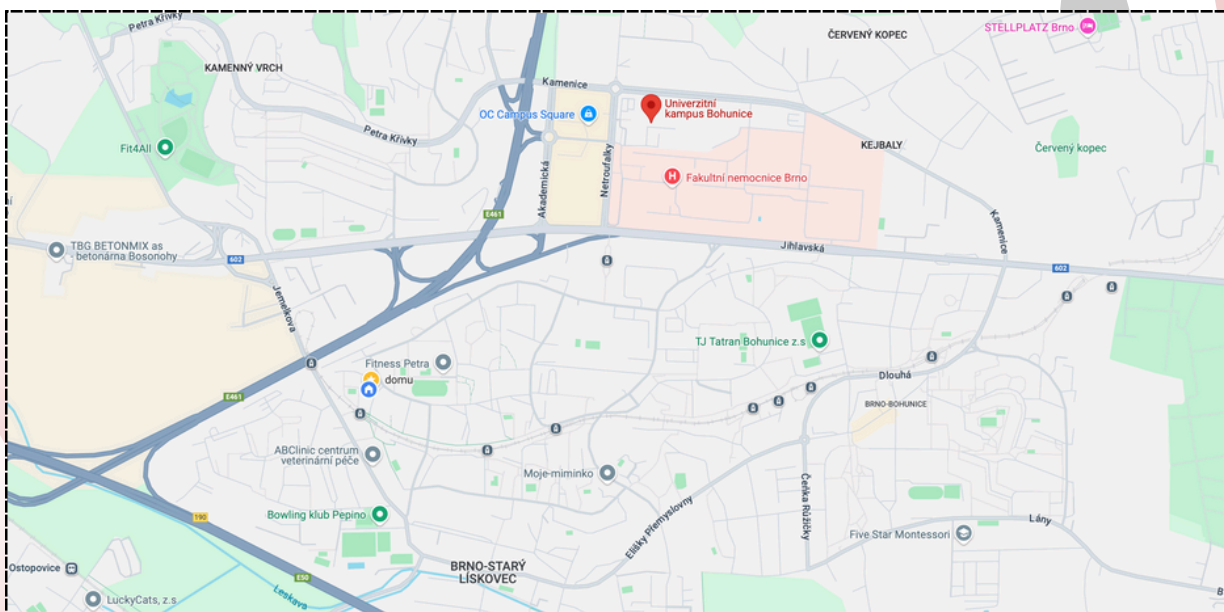 Petra Křivky
ČERVENÝ KOPEC
STELLPLATZ Brno
KAMENNÝ VRCH
Kamenice
OC Campus Square
Univerzitní
kampus Bohunice
Petra Křivky
Fit4All
KEJBALY
Červený kopec
Netroufalky
Akademická
H
Fakultní nemocnice Brno
E461
Kamenice
TBG BETONMIX as
betonárna Bosonohy
602
Jihlavská
602
Jemelkova
TJ Tatran Bohunice z.s
Fitness Petra
domu
Dlouhá
E461
BRNO-BOHUNICE
ABClinic centrum
veterinární péče
Moje-miminko
Čeňka Růžičky
Bowling klub Pepino
190
Elišky Přemyslovny
Lány
Five Star Montessori
BRNO-STARÝ
LÍSKOVEC
Ostopovice
E50
Leskava
LuckyCats, z.s